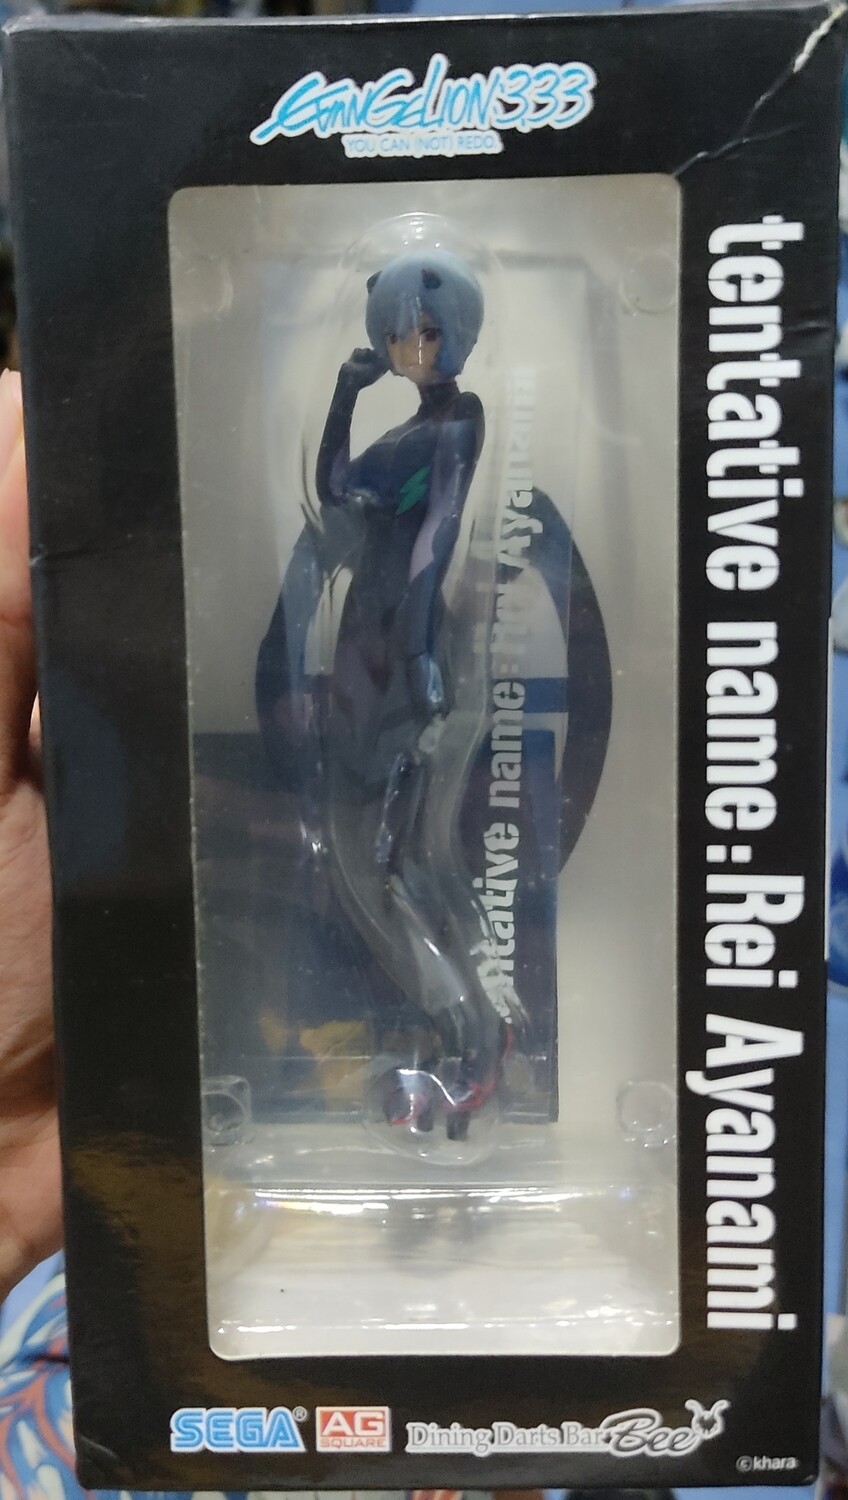 EVANGELION:3.33
YOU CAN (NOT) REDO.
tentative name:Rei Ayanami
entative name:Rei Ayanami
SEGA®
AG
SQUARE
Dining Darts Bar Bee
©khara